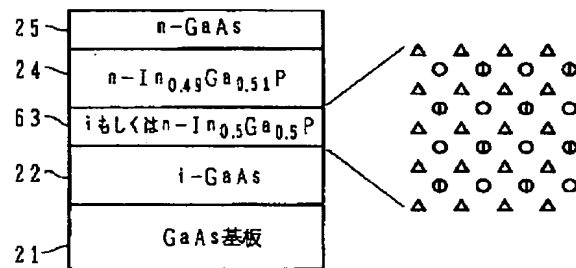 25 n-GaAs
24 n-In0.49Ga0.51P
63 iもしくはn-In0.5Ga0.5P
22 i-GaAs
21 GaAs基板